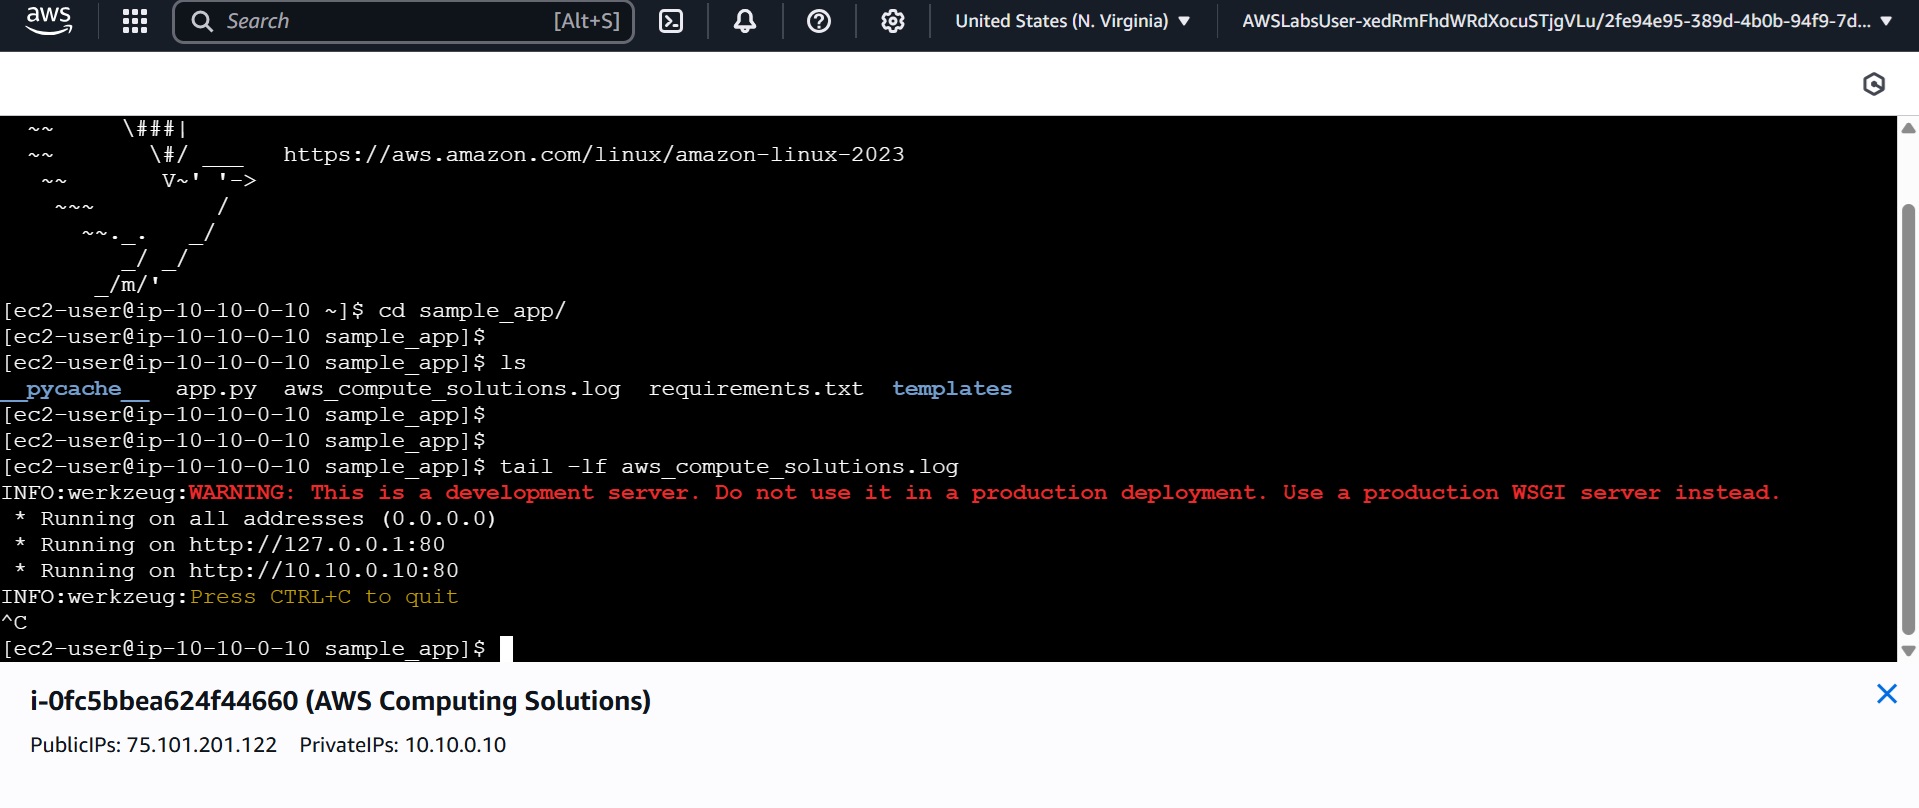 aws
Search [Alt+S] United States (N. Virginia) ▼ AWSLabsUser-xedRmFhdWRdXocuSTjgVLu/2fe94e95-389d-4b0b-94f9-7d... ▼
~~ \###|
~~ \#/ ___ https://aws.amazon.com/linux/amazon-linux-2023
~~ V~' '->
~~~ /
~~._. _/
_/ _/
_/m/'
[ec2-user@ip-10-10-0-10 ~]$ cd sample_app/
[ec2-user@ip-10-10-0-10 sample_app]$
[ec2-user@ip-10-10-0-10 sample_app]$ ls
__pycache__ app.py aws_compute_solutions.log requirements.txt templates
[ec2-user@ip-10-10-0-10 sample_app]$
[ec2-user@ip-10-10-0-10 sample_app]$
[ec2-user@ip-10-10-0-10 sample_app]$ tail -lf aws_compute_solutions.log
INFO:werkzeug:WARNING: This is a development server. Do not use it in a production deployment. Use a production WSGI server instead.
* Running on all addresses (0.0.0.0)
* Running on http://127.0.0.1:80
* Running on http://10.10.0.10:80
INFO:werkzeug:Press CTRL+C to quit
^C
[ec2-user@ip-10-10-0-10 sample_app]$
i-0fc5bbea624f44660 (AWS Computing Solutions)
PublicIPs: 75.101.201.122 PrivateIPs: 10.10.0.10